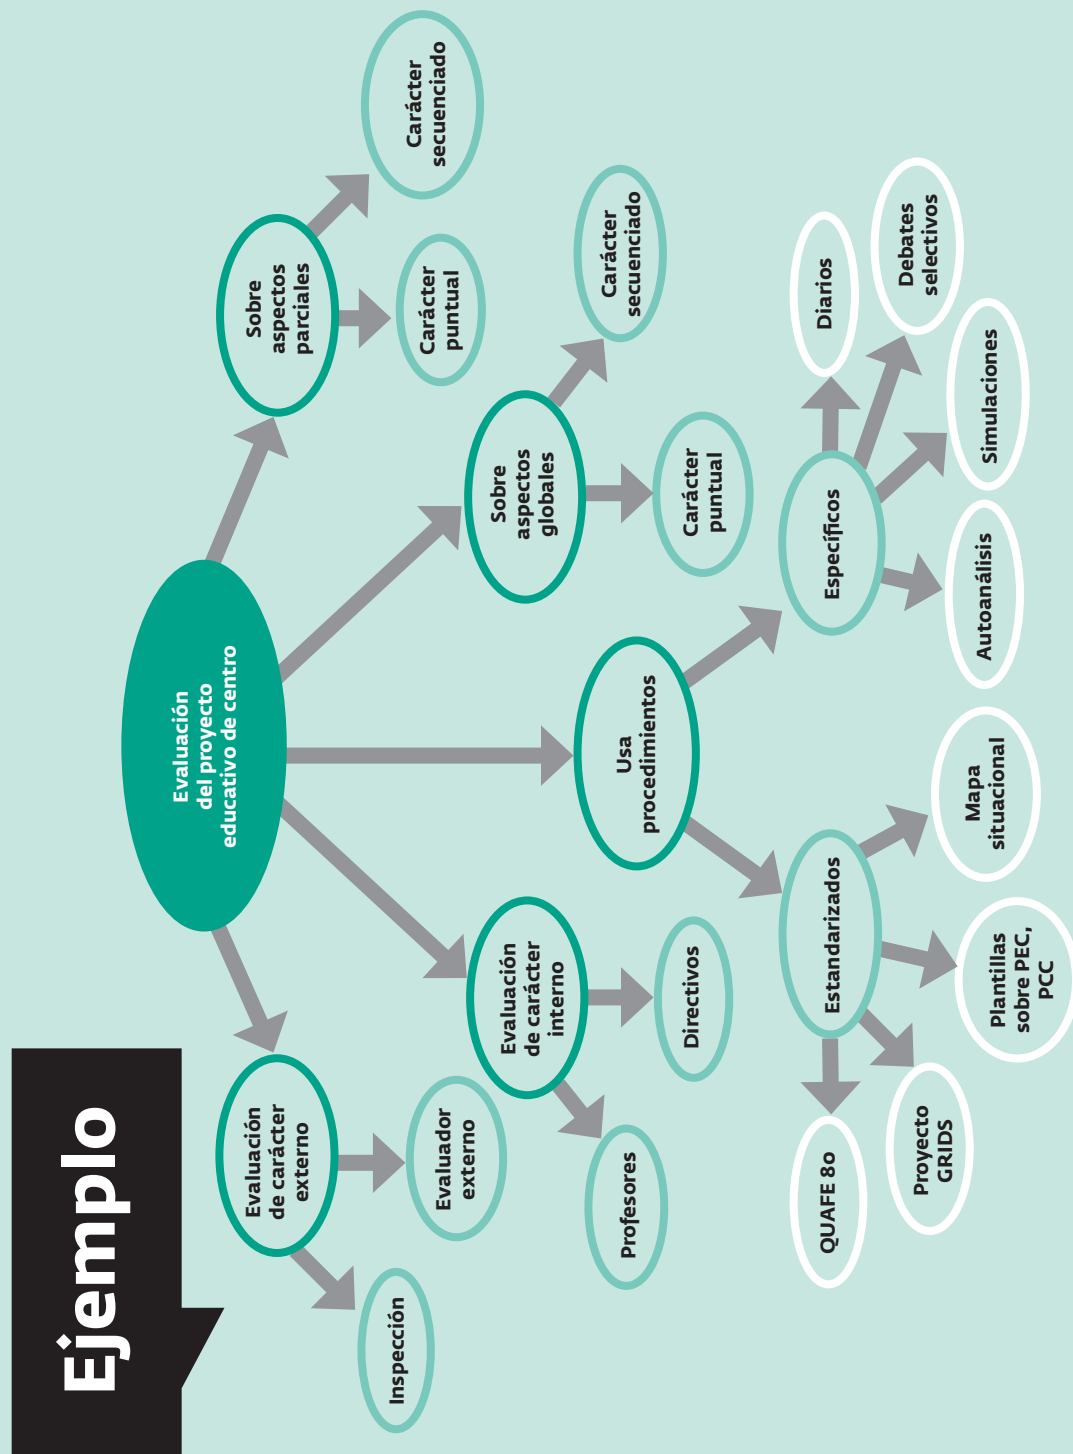 Ejemplo
Evaluación
del proyecto
educativo de centro
Evaluación
de carácter
externo
Inspección
Evaluador
externo
Evaluación
de carácter
interno
Profesores
Directivos
Usa
procedimientos
Estandarizados
QUAFE 80
Proyecto
GRIDS
Plantillas
sobre PEC,
PCC
Mapa
situacional
Específicos
Autoanálisis
Simulaciones
Debates
selectivos
Diarios
Sobre
aspectos
globales
Carácter
puntual
Carácter
secuenciado
Sobre
aspectos
parciales
Carácter
puntual
Carácter
secuenciado